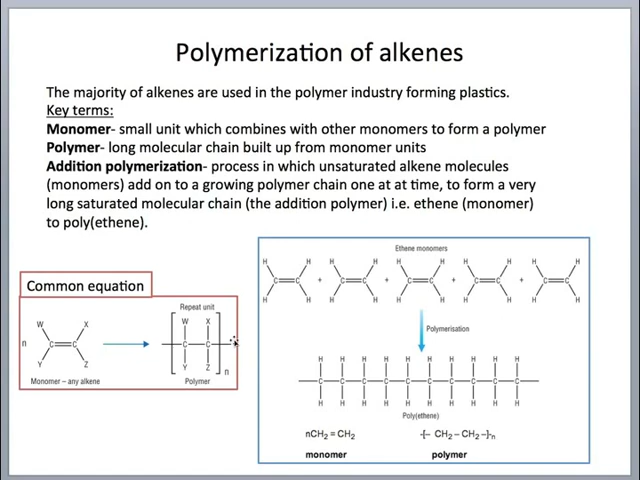 Polymerization of alkenes
The majority of alkenes are used in the polymer industry forming plastics.
Key terms:
Monomer- small unit which combines with other monomers to form a polymer
Polymer- long molecular chain built up from monomer units
Addition polymerization- process in which unsaturated alkene molecules
(monomers) add on to a growing polymer chain one at at time, to form a very
long saturated molecular chain (the addition polymer) i.e. ethene (monomer)
to poly(ethene).
Common equation
Repeat unit
W X W X
n C=C C C
Y Z Y Z n
Monomer – any alkene Polymer
Ethene monomers
H H H H H H H H H H
C=C + C=C + C=C + C=C + C=C
H H H H H H H H H H
Polymerisation
H H H H H H H H H H
C C C C C C C C C C
H H H H H H H H H H
Poly(ethene)
nCH₂ = CH₂ -[- CH₂ – CH₂ -]-n
monomer polymer